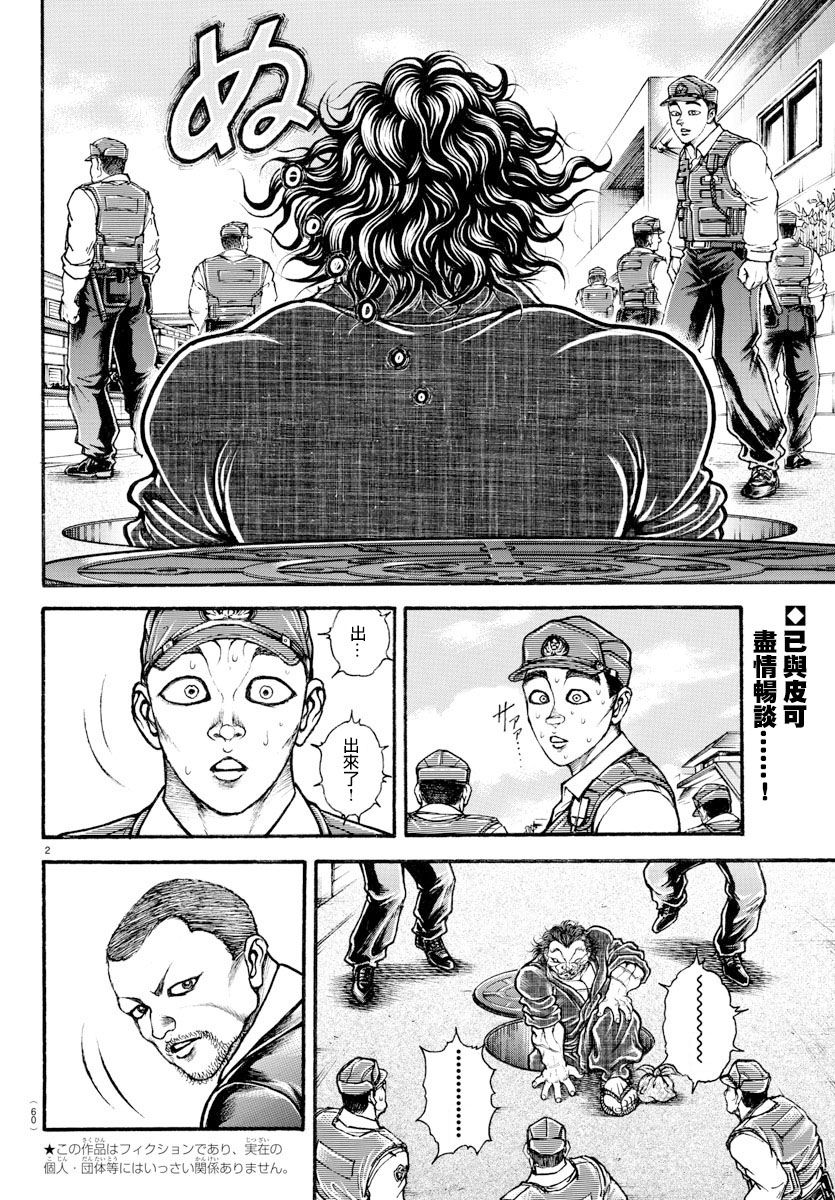 ぬ
◆已與皮可
盡情暢談……！
サアァ…
出…
出來了！
2
〜〜〜〜
………
(60)
★この作品はフィクションであり、実在の
個人・団体等にはいっさい関係ありません。